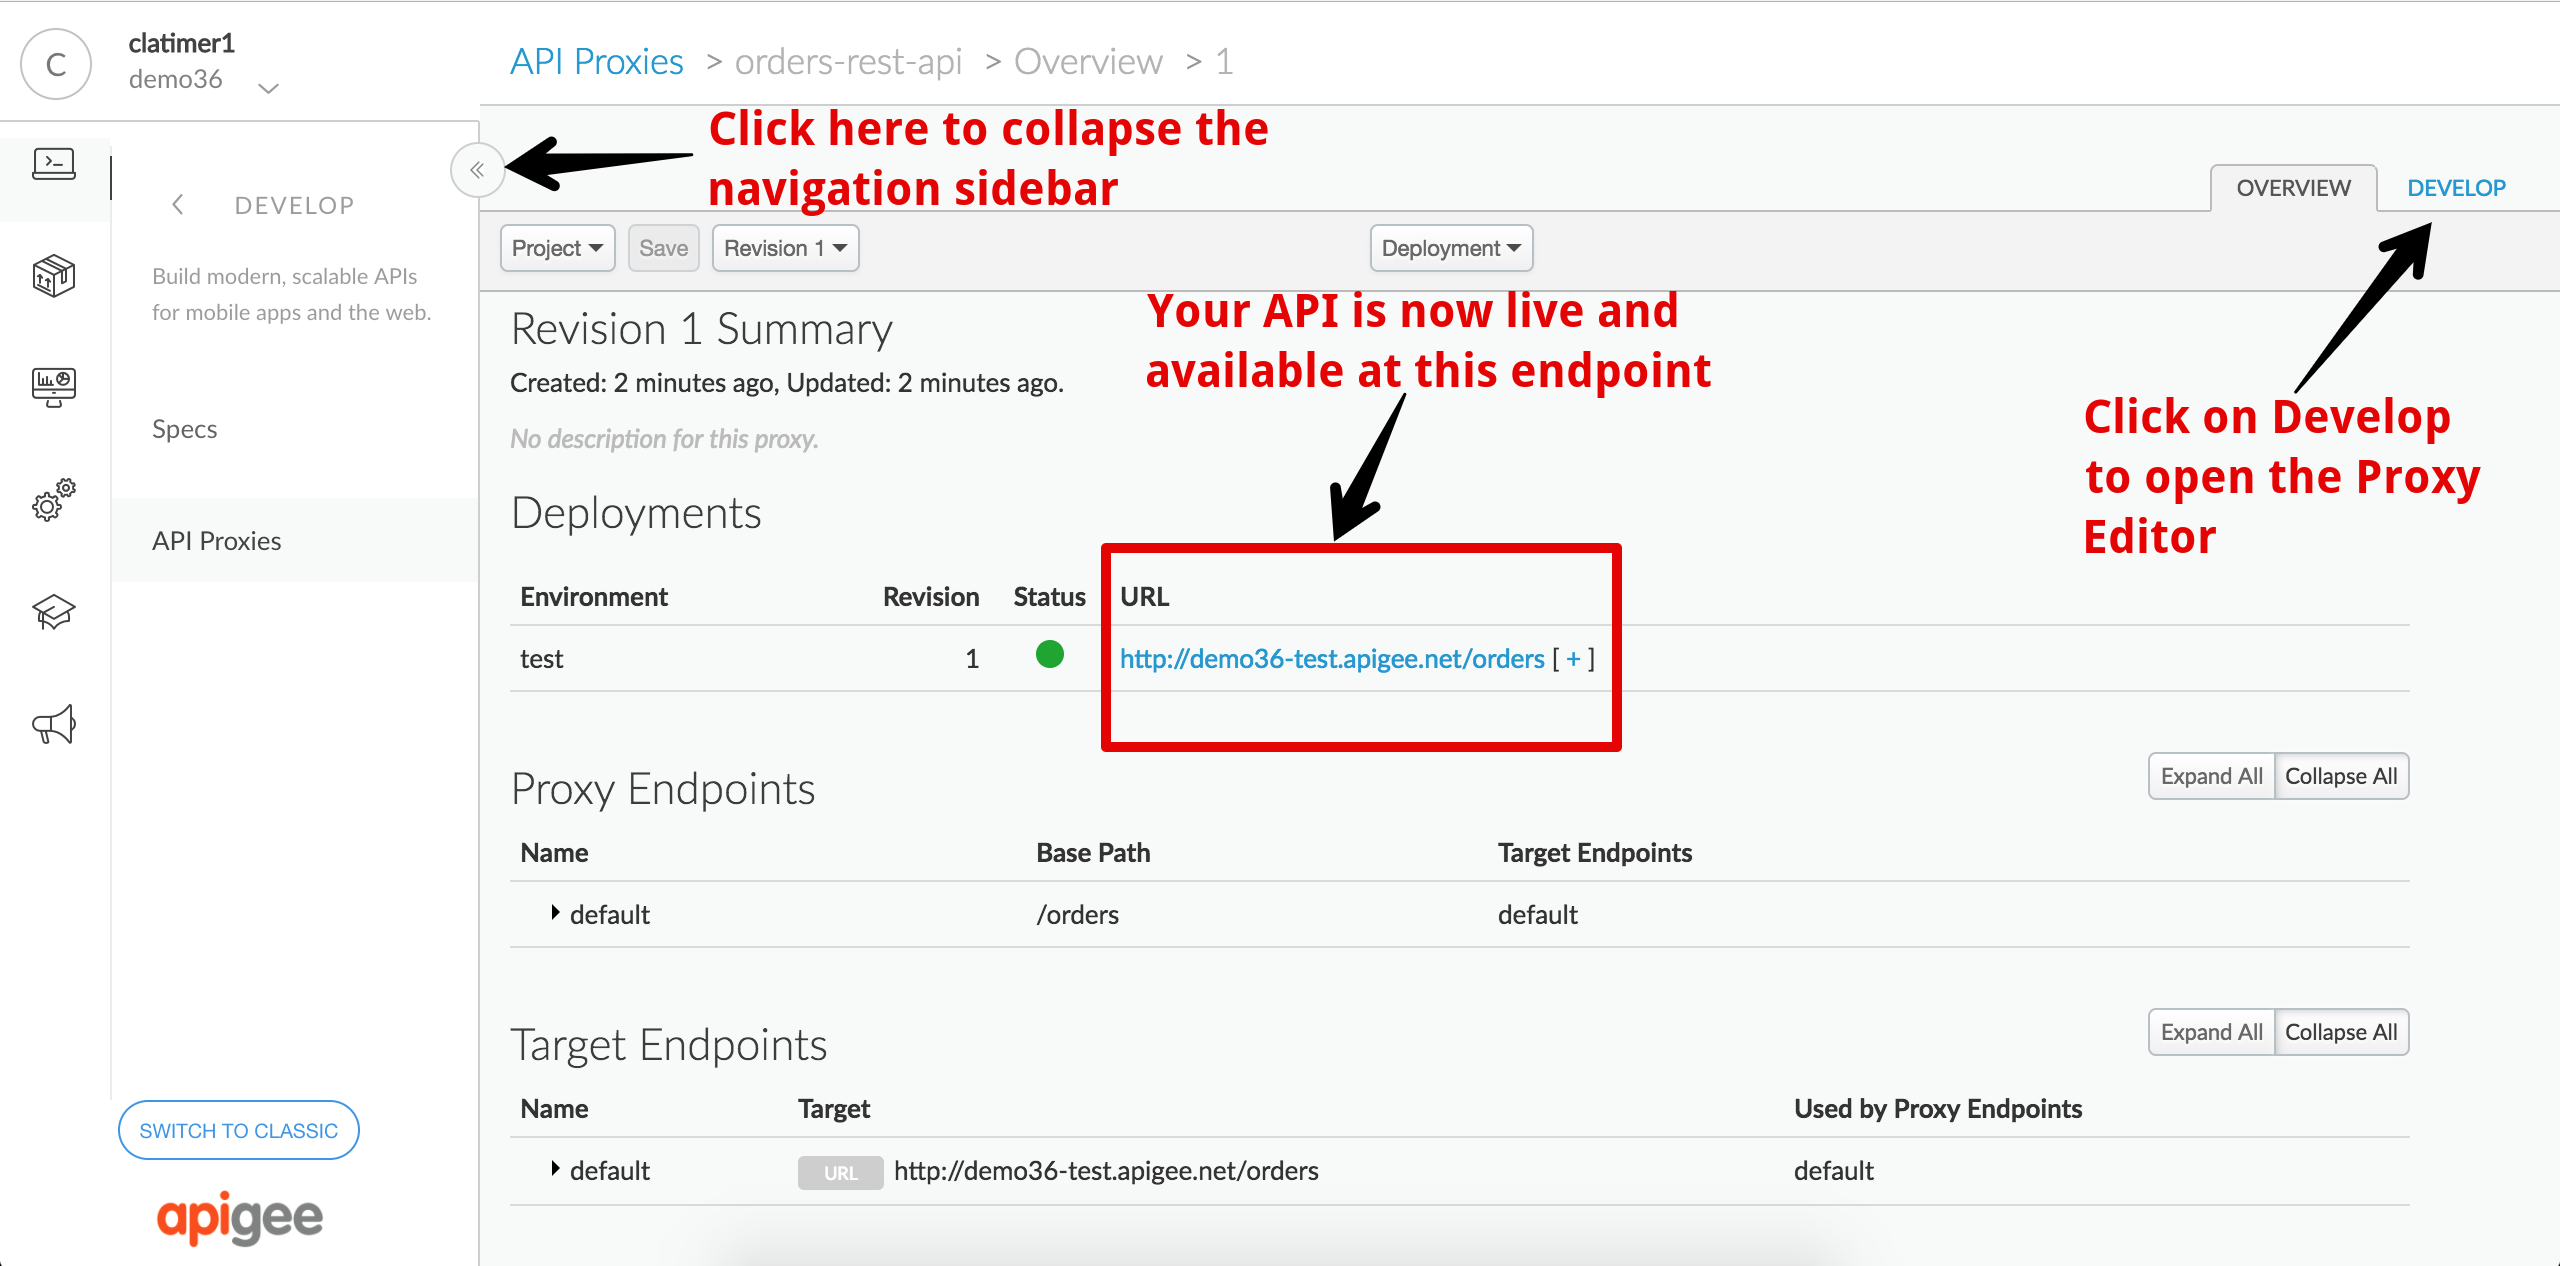 C
clatimer1
demo36
API Proxies > orders-rest-api > Overview > 1
Click here to collapse the
navigation sidebar
DEVELOP
Build modern, scalable APIs
for mobile apps and the web.
Specs
API Proxies
SWITCH TO CLASSIC
apigee
OVERVIEW DEVELOP
Project Save Revision 1 Deployment
Your API is now live and
available at this endpoint
Click on Develop
to open the Proxy
Editor
Revision 1 Summary
Created: 2 minutes ago, Updated: 2 minutes ago.
No description for this proxy.
Deployments
Environment Revision Status URL
test 1 http://demo36-test.apigee.net/orders [ + ]
Proxy Endpoints
Expand All Collapse All
Name Base Path Target Endpoints
default /orders default
Target Endpoints
Expand All Collapse All
Name Target Used by Proxy Endpoints
default URL http://demo36-test.apigee.net/orders default